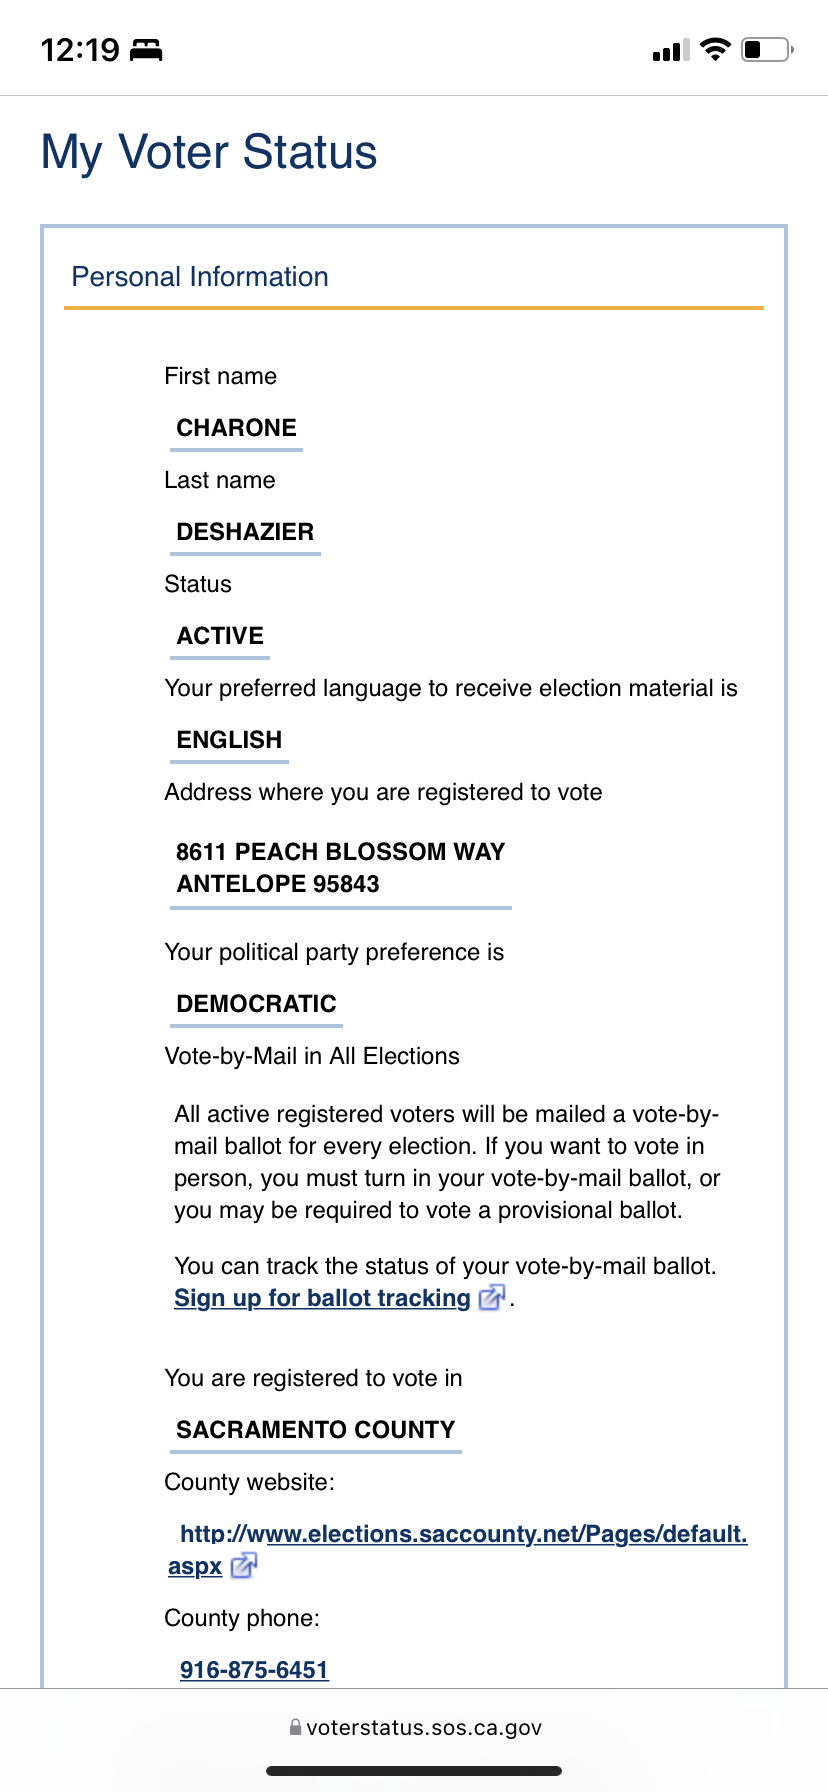 12:19
My Voter Status
Personal Information
First name
CHARONE
Last name
DESHAZIER
Status
ACTIVE
Your preferred language to receive election material is
ENGLISH
Address where you are registered to vote
8611 PEACH BLOSSOM WAY
ANTELOPE 95843
Your political party preference is
DEMOCRATIC
Vote-by-Mail in All Elections
All active registered voters will be mailed a vote-by-
mail ballot for every election. If you want to vote in
person, you must turn in your vote-by-mail ballot, or
you may be required to vote a provisional ballot.
You can track the status of your vote-by-mail ballot.
Sign up for ballot tracking .
You are registered to vote in
SACRAMENTO COUNTY
County website:
http://www.elections.saccounty.net/Pages/default.
aspx
County phone:
916-875-6451
voterstatus.sos.ca.gov